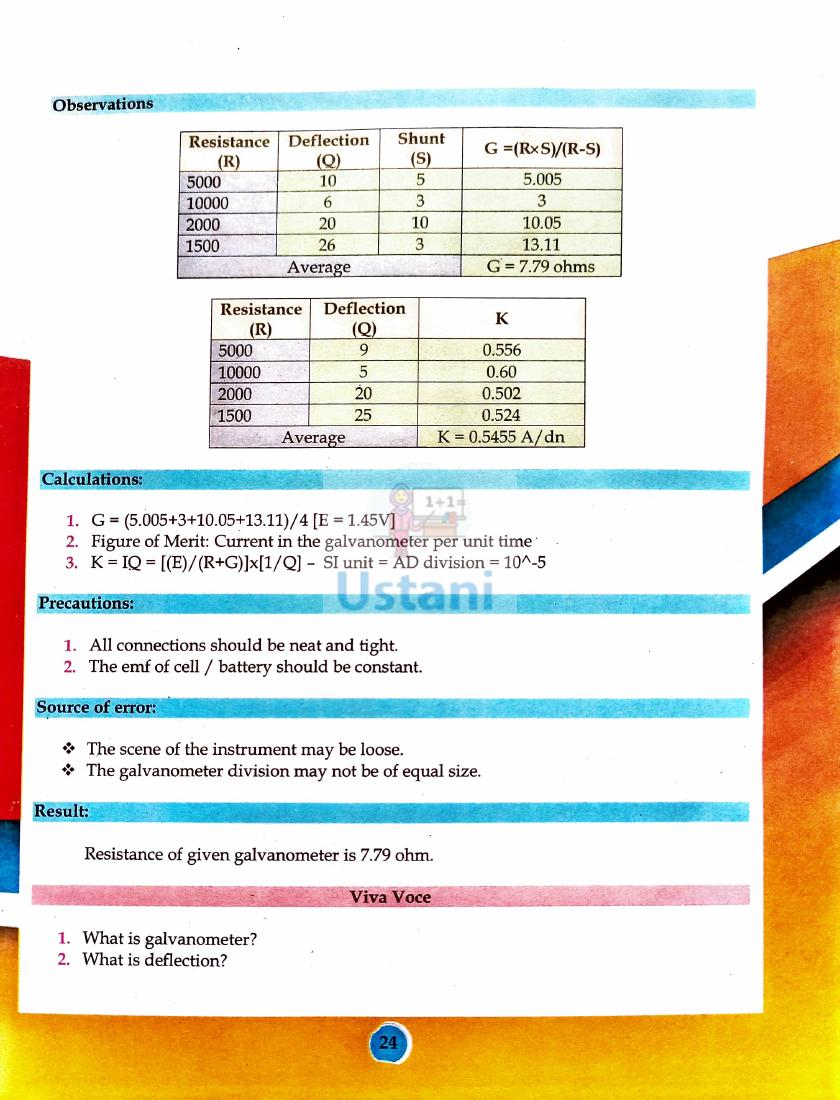 Observations
Resistance (R) Deflection (Q) Shunt (S) G =(R×S)/(R-S)
5000 10 5 5.005
10000 6 3 3
2000 20 10 10.05
1500 26 3 13.11
Average G = 7.79 ohms
Resistance (R) Deflection (Q) K
5000 9 0.556
10000 5 0.60
2000 20 0.502
1500 25 0.524
Average K = 0.5455 A/dn
Calculations:
1. G = (5.005+3+10.05+13.11)/4 [E = 1.45V]
2. Figure of Merit: Current in the galvanometer per unit time
3. K = IQ = [(E)/(R+G)]x[1/Q] – SI unit = AD division = 10^-5
1+1=
Ustani
Precautions:
1. All connections should be neat and tight.
2. The emf of cell / battery should be constant.
Source of error:
❖ The scene of the instrument may be loose.
❖ The galvanometer division may not be of equal size.
Result:
Resistance of given galvanometer is 7.79 ohm.
Viva Voce
1. What is galvanometer?
2. What is deflection?
24